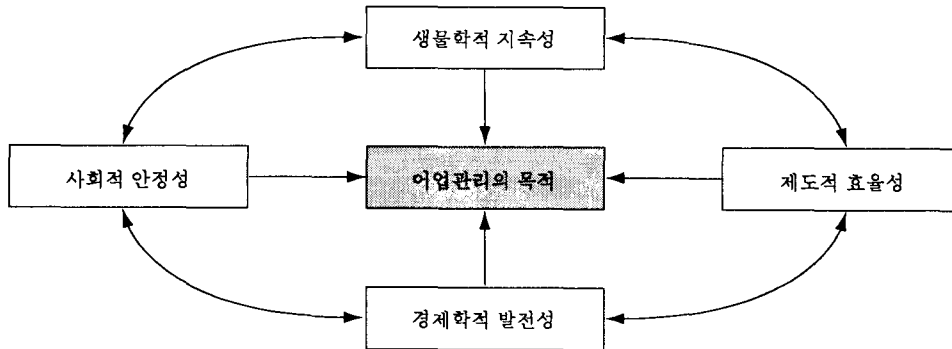 생물학적 지속성
사회적 안정성
어업관리의 목적
제도적 효율성
경제학적 발전성